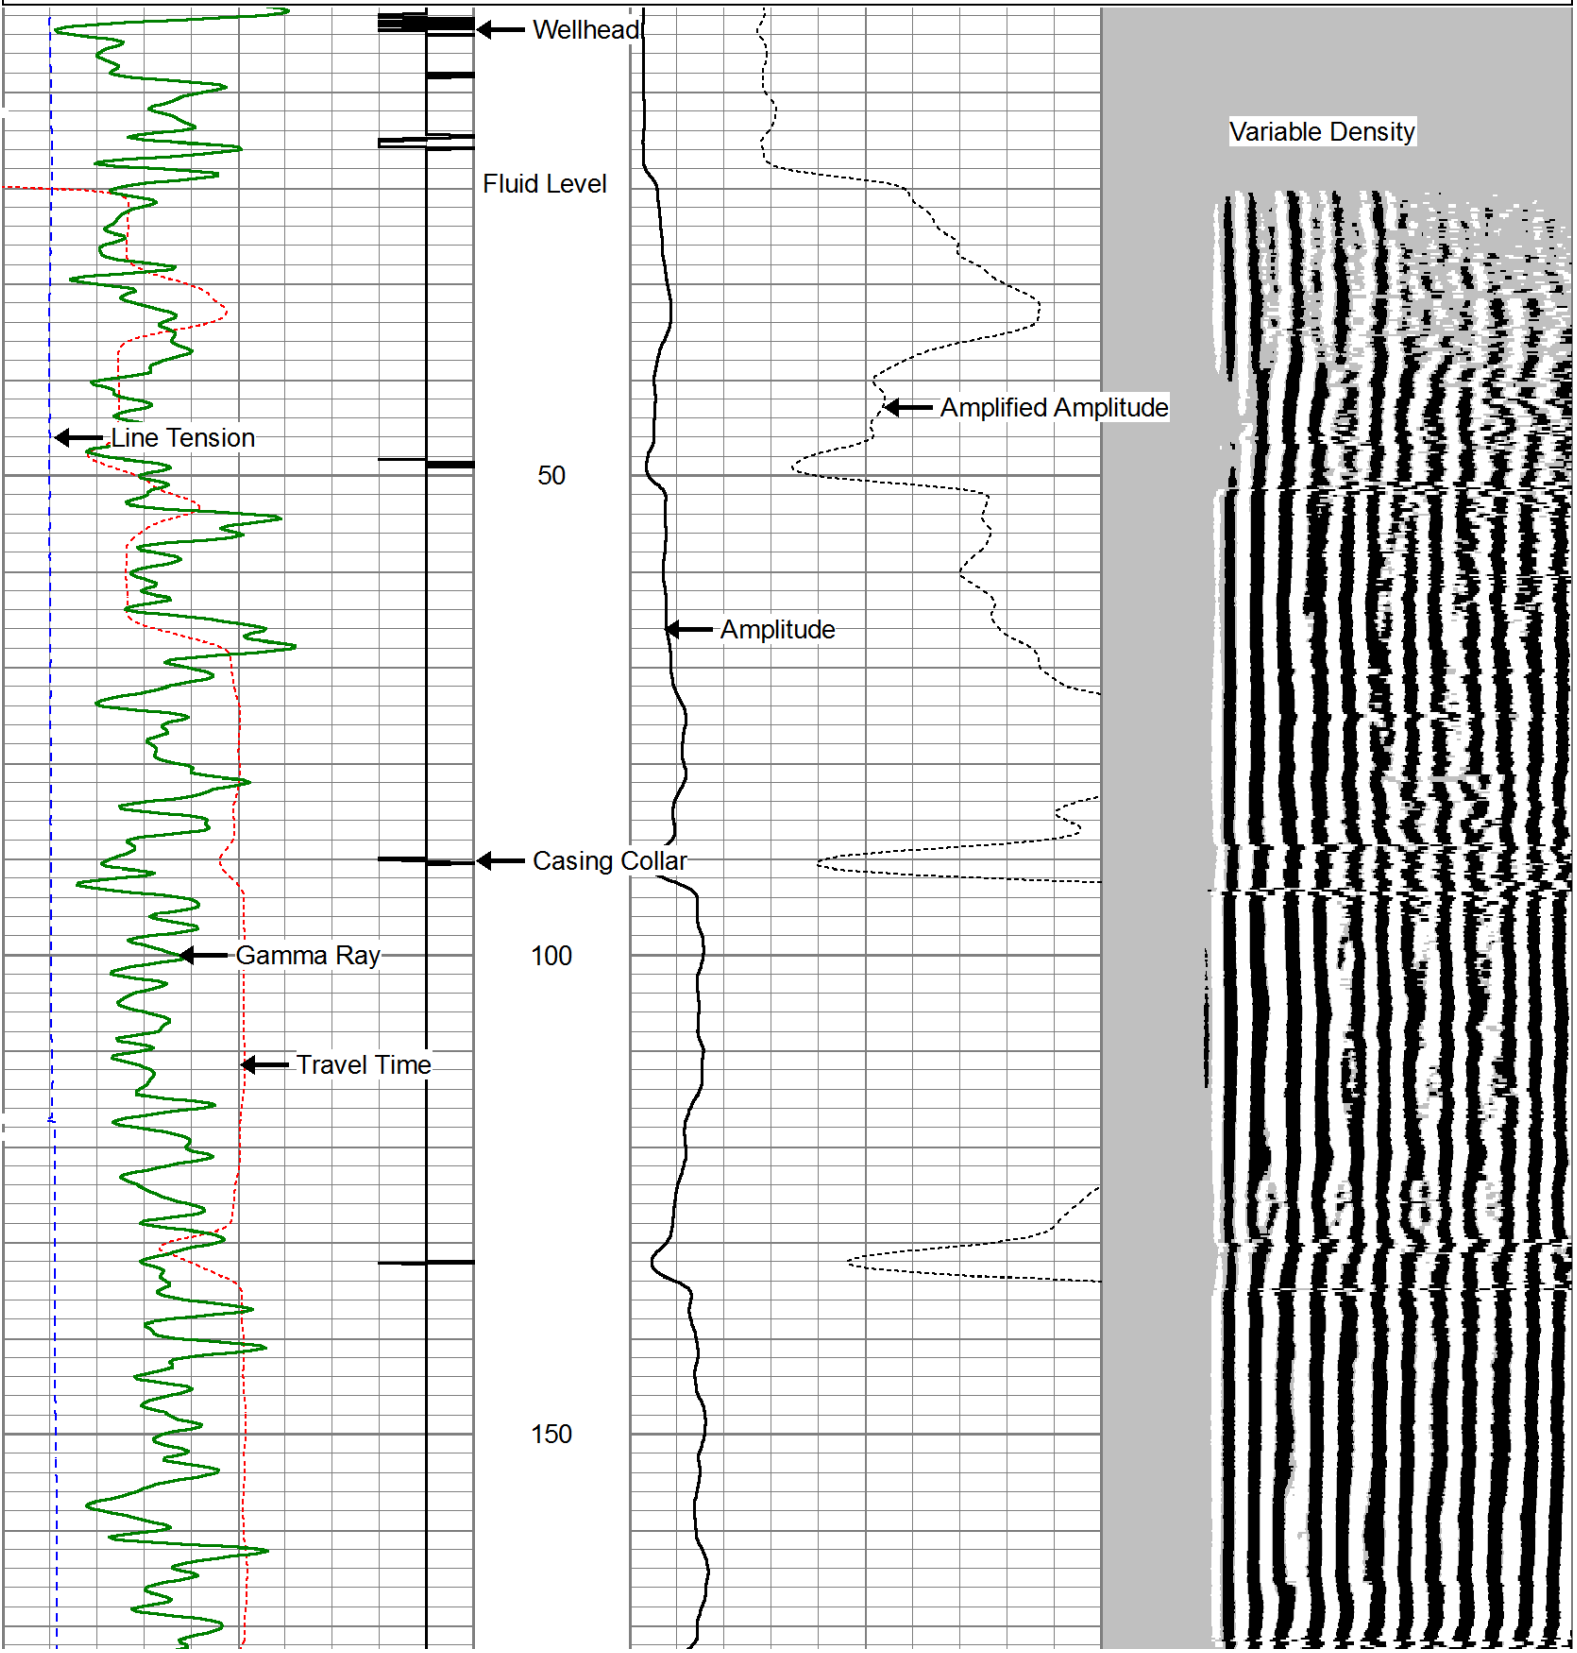 Wellhead
Variable Density
Fluid Level
Amplified Amplitude
Line Tension
50
Amplitude
Casing Collar
Gamma Ray
100
Travel Time
150